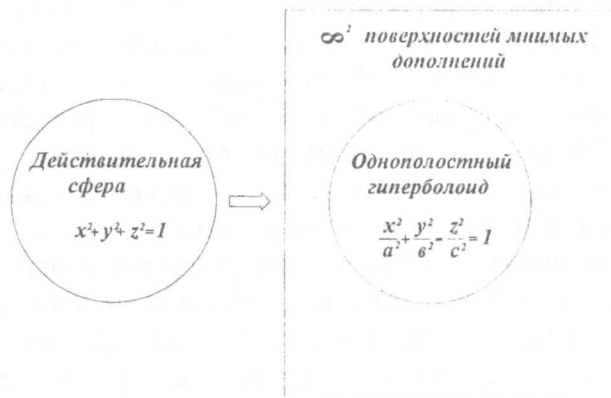 ∞² поверхностей мнимых
дополнений
Действительная
сфера
x²+y²+z²=1
Однополостный
гиперболоид
x²/a²+y²/в²-z²/c²=1